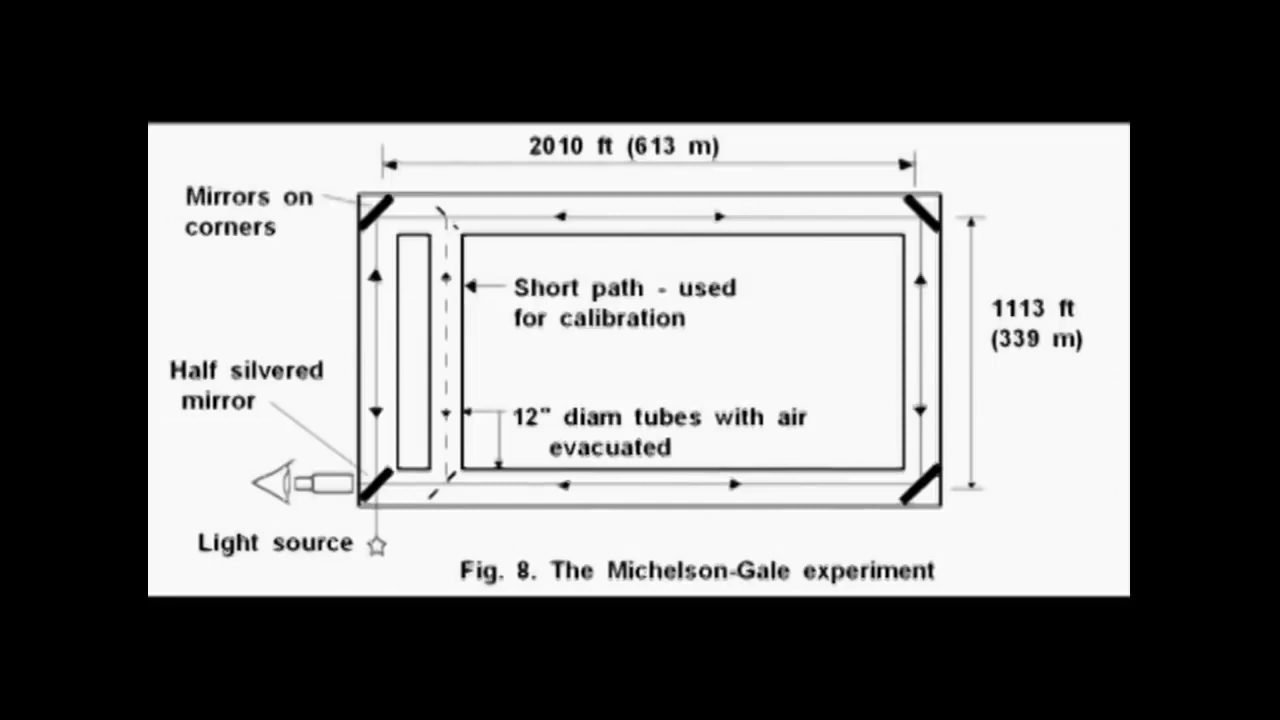 2010 ft (613 m)
Mirrors on
corners
Short path - used
for calibration
1113 ft
(339 m)
Half silvered
mirror
12" diam tubes with air
evacuated
Light source
Fig. 8. The Michelson-Gale experiment